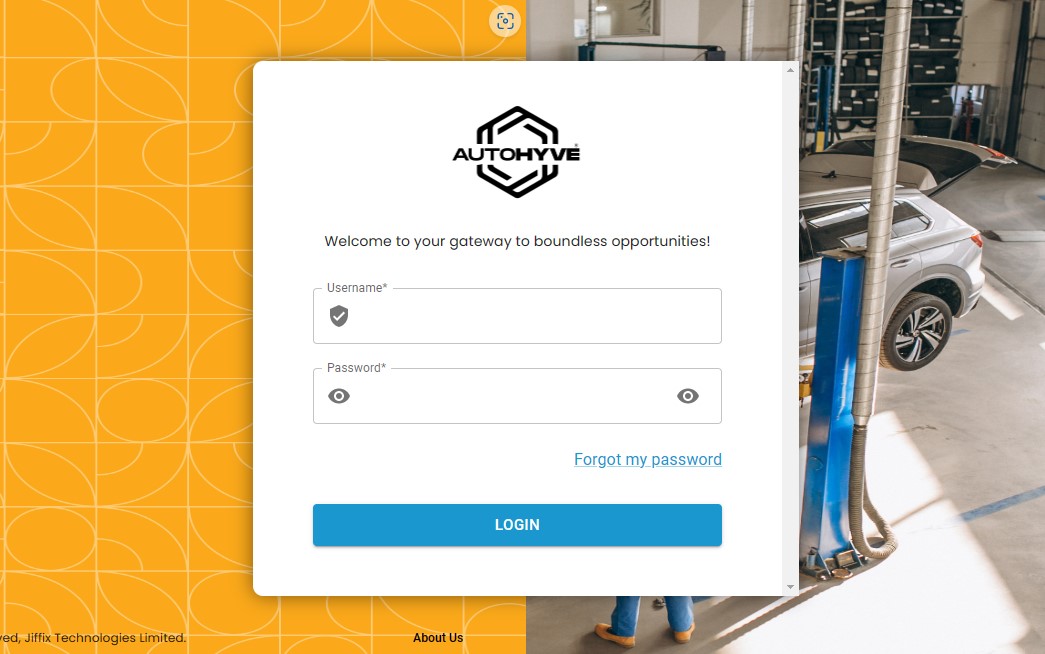 AUTOHYVE
Welcome to your gateway to boundless opportunities!
Username*
Password*
Forgot my password
LOGIN
Jiffix Technologies Limited.
About Us